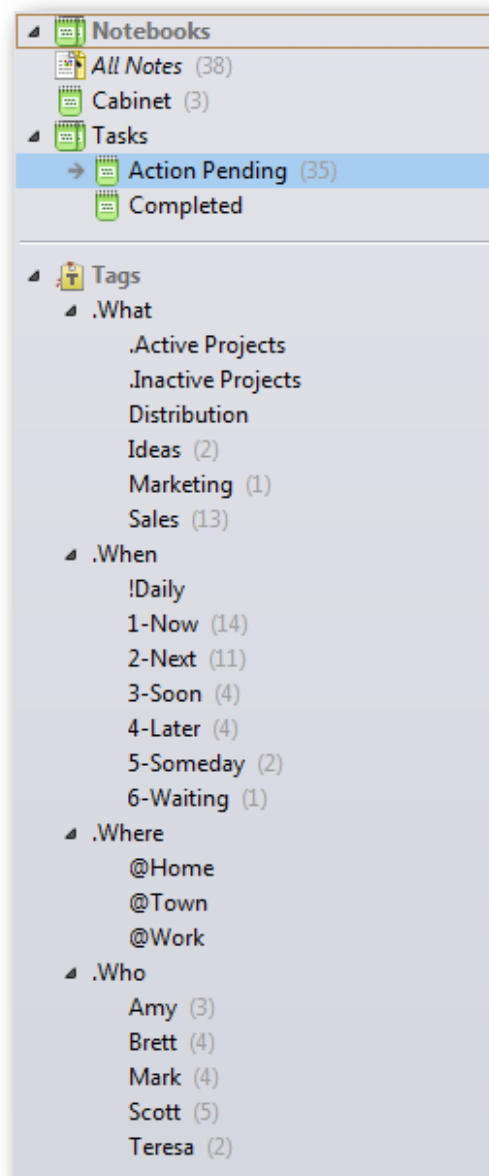 Notebooks
All Notes (38)
Cabinet (3)
Tasks
Action Pending (35)
Completed
Tags
.What
.Active Projects
.Inactive Projects
Distribution
Ideas (2)
Marketing (1)
Sales (13)
.When
!Daily
1-Now (14)
2-Next (11)
3-Soon (4)
4-Later (4)
5-Someday (2)
6-Waiting (1)
.Where
@Home
@Town
@Work
.Who
Amy (3)
Brett (4)
Mark (4)
Scott (5)
Teresa (2)